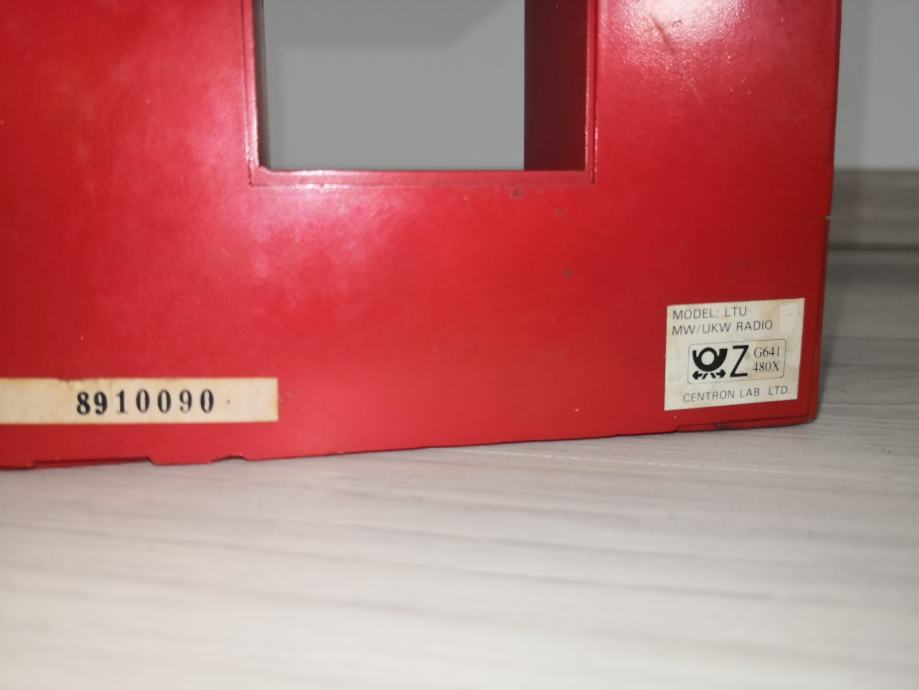 8910090
MODEL: LTU
MW/UKW RADIO
Z G641
480X
CENTRON LAB. LTD.